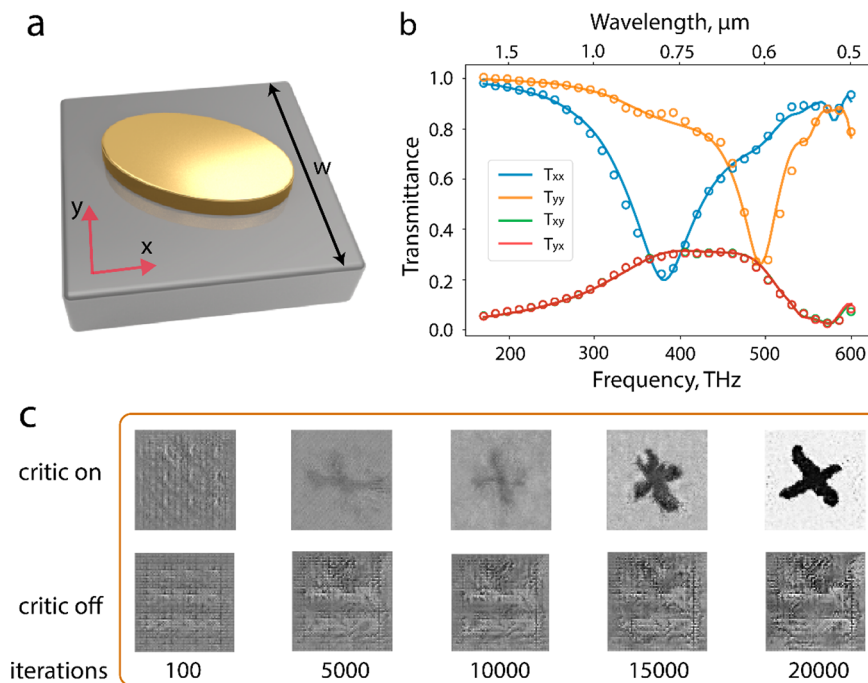 a
w
y
x
b
Wavelength, μm
1.5 1.0 0.75 0.6 0.5
1.0
0.8
0.6
0.4
0.2
0.0
Transmittance
Txx
Tyy
Txy
Tyx
200 300 400 500 600
Frequency, THz
c
critic on
critic off
iterations 100 5000 10000 15000 20000